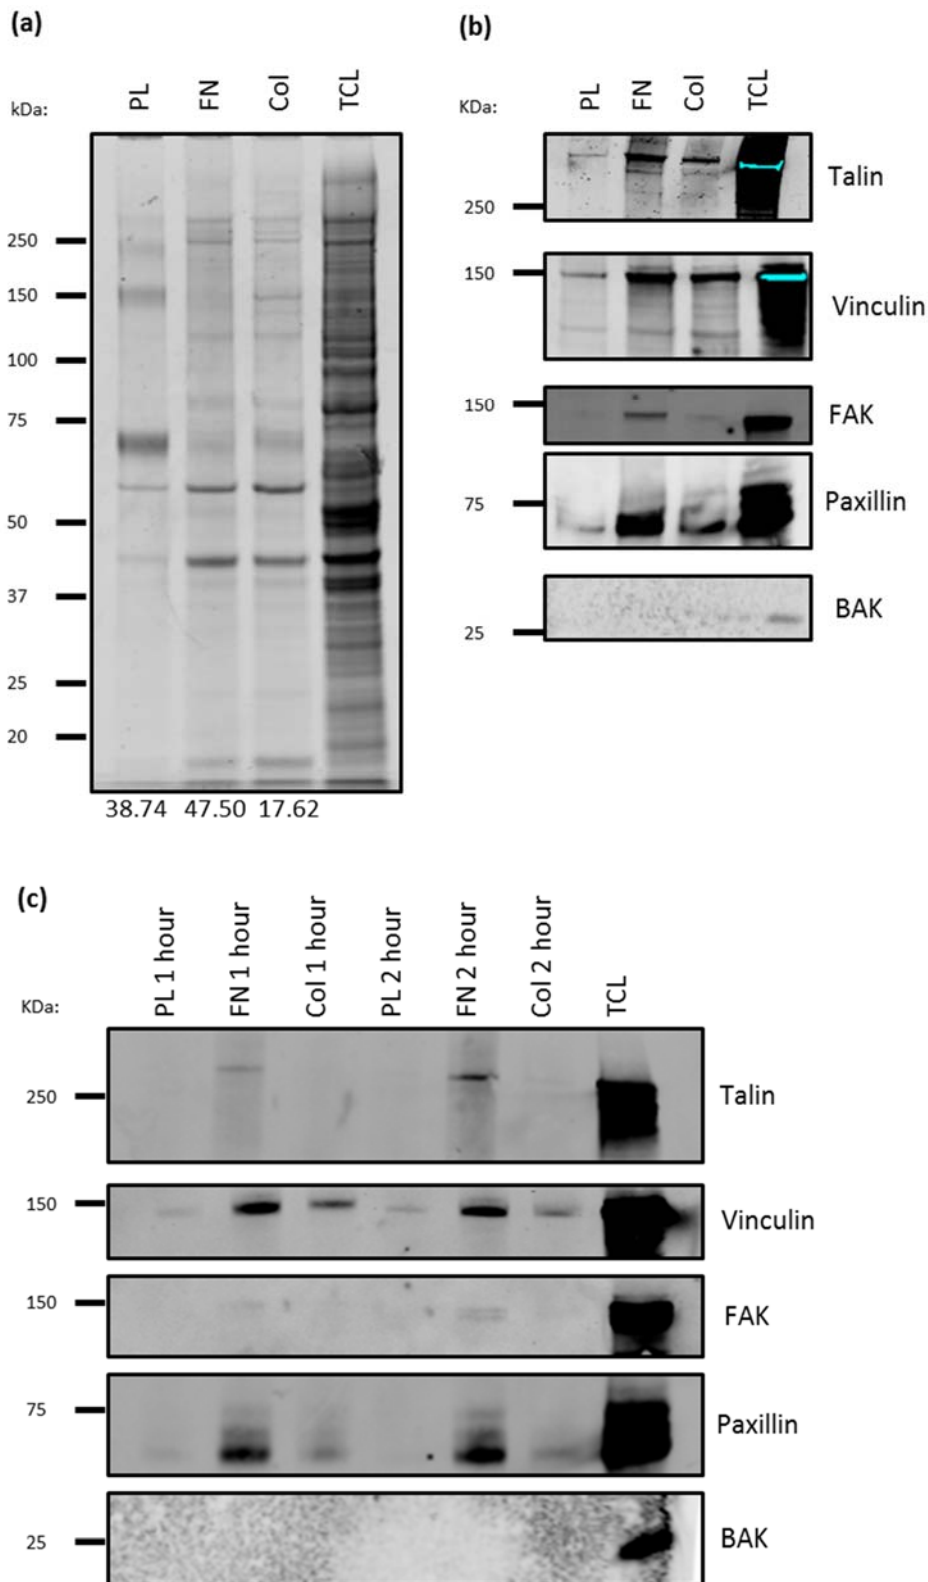 (a)
kDa: PL FN Col TCL
250
150
100
75
50
37
25
20
38.74 47.50 17.62
(b)
KDa: PL FN Col TCL
250 Talin
150 Vinculin
150 FAK
75 Paxillin
25 BAK
(c)
KDa: PL 1 hour FN 1 hour Col 1 hour PL 2 hour FN 2 hour Col 2 hour TCL
250 Talin
150 Vinculin
150 FAK
75 Paxillin
25 BAK